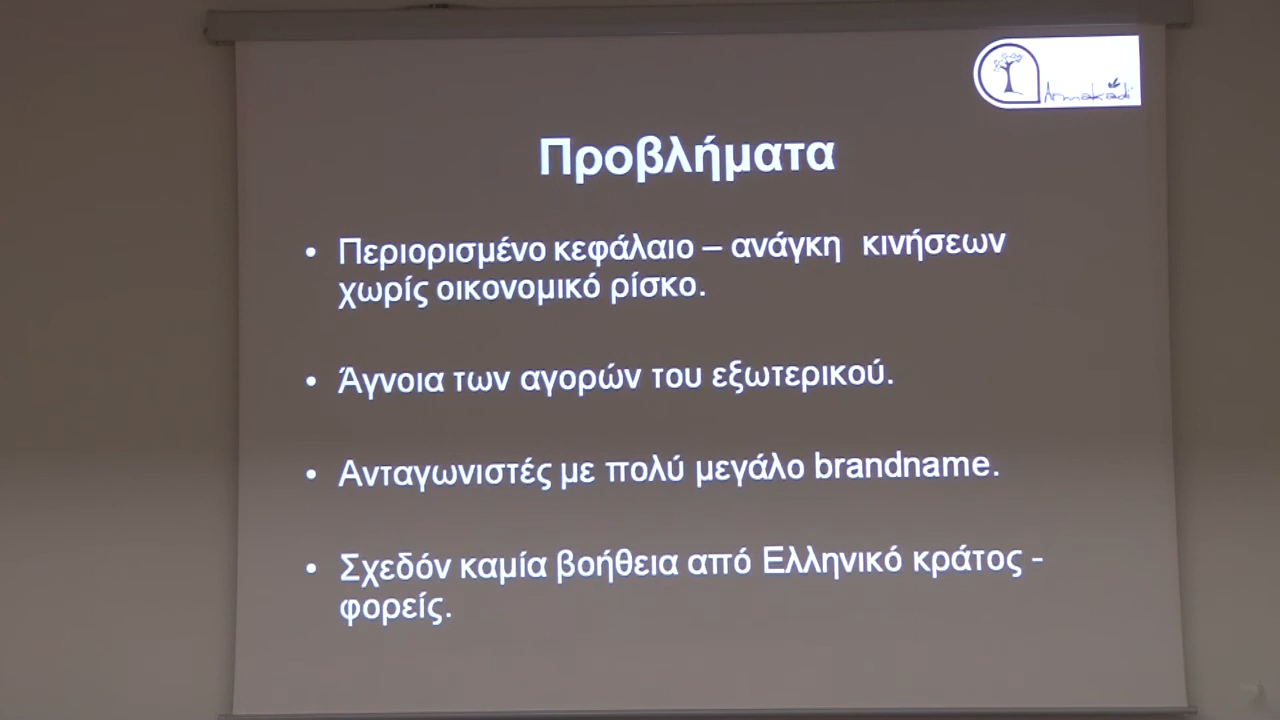 Armakadi
Προβλήματα
• Περιορισμένο κεφάλαιο – ανάγκη κινήσεων
χωρίς οικονομικό ρίσκο.
• Άγνοια των αγορών του εξωτερικού.
• Ανταγωνιστές με πολύ μεγάλο brandname.
• Σχεδόν καμία βοήθεια από Ελληνικό κράτος -
φορείς.